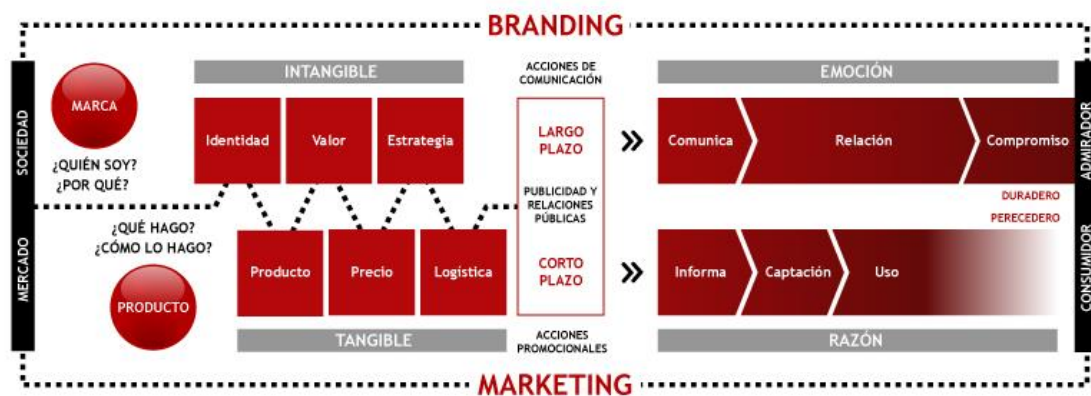 BRANDING
SOCIEDAD
MARCA
¿QUIÉN SOY?
¿POR QUÉ?
INTANGIBLE
Identidad
Valor
Estrategia
ACCIONES DE
COMUNICACIÓN
LARGO
PLAZO
EMOCIÓN
Comunica
Relación
Compromiso
ADMIRADOR
DURADERO
PERECEDERO
PUBLICIDAD Y
RELACIONES
PÚBLICAS
MERCADO
¿QUÉ HAGO?
¿CÓMO LO HAGO?
PRODUCTO
Producto
Precio
Logística
TANGIBLE
CORTO
PLAZO
ACCIONES
PROMOCIONALES
Informa
Captación
Uso
RAZÓN
CONSUMIDOR
MARKETING